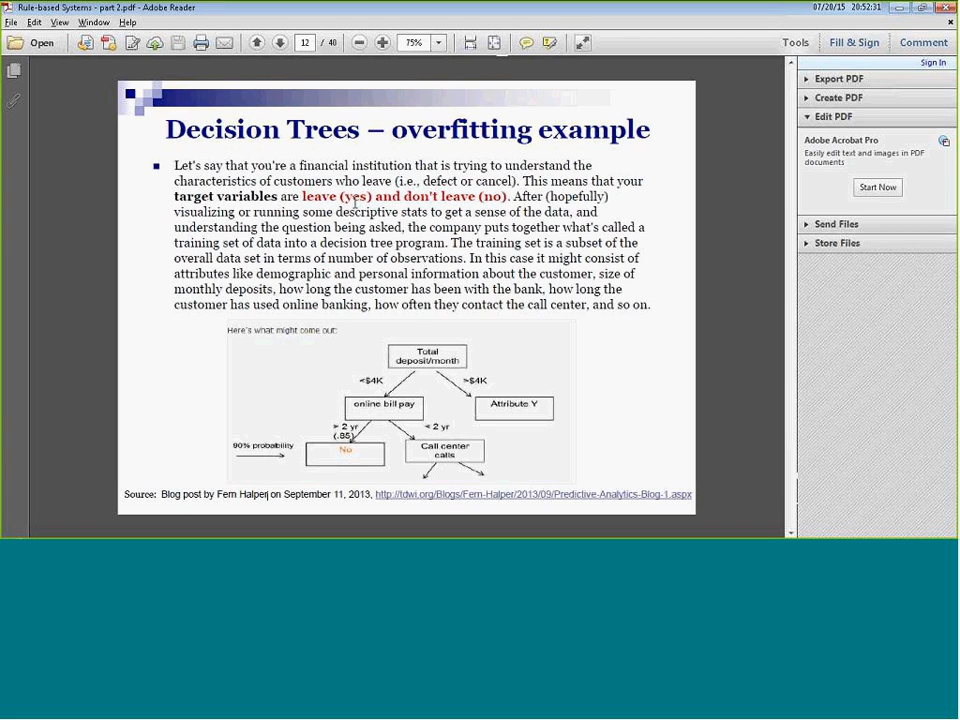 Rule-based Systems - part 2.pdf - Adobe Reader
07/20/15 20:52:31
File Edit View Window Help
Open
12 / 40
75%
Tools
Fill & Sign
Comment
Sign In
Decision Trees – overfitting example
Let's say that you're a financial institution that is trying to understand the
characteristics of customers who leave (i.e., defect or cancel). This means that your
target variables are leave (yes) and don't leave (no). After (hopefully)
visualizing or running some descriptive stats to get a sense of the data, and
understanding the question being asked, the company puts together what's called a
training set of data into a decision tree program. The training set is a subset of the
overall data set in terms of number of observations. In this case it might consist of
attributes like demographic and personal information about the customer, size of
monthly deposits, how long the customer has been with the bank, how long the
customer has used online banking, how often they contact the call center, and so on.
Here's what might come out:
Total
deposit/month
<$4K
>$4K
online bill pay
Attribute Y
> 2 yr
(.85)
< 2 yr
90% probability
No
Call center
calls
Source: Blog post by Fern Halper on September 11, 2013, http://tdwi.org/Blogs/Fern-Halper/2013/09/Predictive-Analytics-Blog-1.aspx
Export PDF
Create PDF
Edit PDF
Adobe Acrobat Pro
Easily edit text and images in PDF
documents
Start Now
Send Files
Store Files